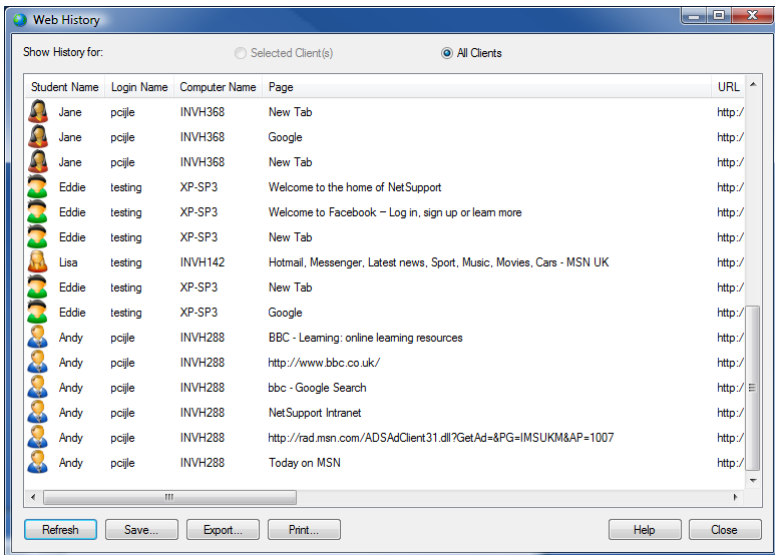 Web History
Show History for: Selected Client(s) All Clients
Student Name Login Name Computer Name Page URL
Jane pcijle INVH368 New Tab http:/
Jane pcijle INVH368 Google http:/
Jane pcijle INVH368 New Tab http:/
Eddie testing XP-SP3 Welcome to the home of NetSupport http:/
Eddie testing XP-SP3 Welcome to Facebook – Log in, sign up or learn more http:/
Eddie testing XP-SP3 New Tab http:/
Lisa testing INVH142 Hotmail, Messenger, Latest news, Sport, Music, Movies, Cars - MSN UK http:/
Eddie testing XP-SP3 New Tab http:/
Eddie testing XP-SP3 Google http:/
Andy pcijle INVH288 BBC - Learning: online learning resources http:/
Andy pcijle INVH288 http://www.bbc.co.uk/ http:/
Andy pcijle INVH288 bbc - Google Search http:/
Andy pcijle INVH288 NetSupport Intranet http:/
Andy pcijle INVH288 http://rad.msn.com/ADSAdClient31.dll?GetAd=&PG=IMSUKM&AP=1007 http:/
Andy pcijle INVH288 Today on MSN http:/
Refresh Save... Export... Print... Help Close